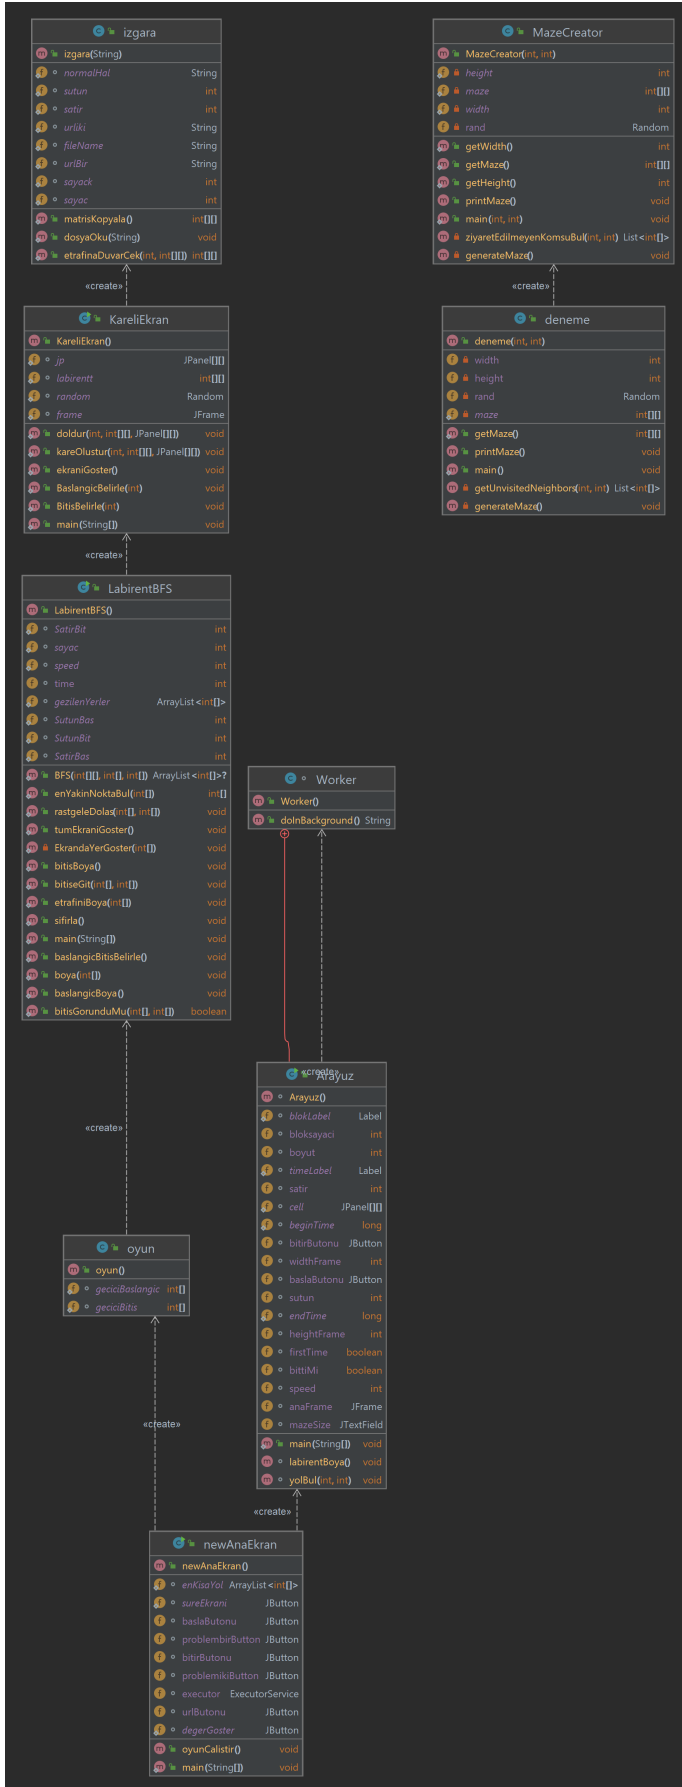 izgara
izgara(String)
normalHal String
sutun int
satir int
urliki String
fileName String
urlBir String
sayack int
sayac int
matrisKopyala() int[][]
dosyaOku(String) void
etrafinaDuvarCek(int, int[][]) int[][]
«create»
KareliEkran
KareliEkran()
jp JPanel[][]
labirentt int[][]
random Random
frame JFrame
doldur(int, int[][], JPanel[][]) void
kareOlustur(int, int[][], JPanel[][]) void
ekraniGoster() void
BaslangicBelirle(int) void
BitisBelirle(int) void
main(String[]) void
«create»
LabirentBFS
LabirentBFS()
SatirBit int
sayac int
speed int
time int
gezilenYerler ArrayList<int[]>
SutunBas int
SutunBit int
SatirBas int
BFS(int[][], int[], int[]) ArrayList<int[]>?
enYakinNoktaBul(int[]) int[]
rastgeleDolas(int[], int[]) void
tumEkraniGoster() void
EkrandaYerGoster(int[]) void
bitisBoya() void
bitiseGit(int[], int[]) void
etrafiniBoya(int[]) void
sifirla() void
main(String[]) void
baslangicBitisBelirle() void
boya(int[]) void
baslangicBoya() void
bitisGorunduMu(int[], int[]) boolean
«create»
oyun
oyun()
geciciBaslangic int[]
geciciBitis int[]
«create»
MazeCreator
MazeCreator(int, int)
height int
maze int[][]
width int
rand Random
getWidth() int
getMaze() int[][]
getHeight() int
printMaze() void
main(int, int) void
ziyaretEdilmeyenKomsuBul(int, int) List<int[]>
generateMaze() void
«create»
deneme
deneme(int, int)
width int
height int
rand Random
maze int[][]
getMaze() int[][]
printMaze() void
main() void
getUnvisitedNeighbors(int, int) List<int[]>
generateMaze() void
Worker
Worker()
doInBackground() String
«create»
Arayuz
Arayuz()
blokLabel Label
bloksayaci int
boyut int
timeLabel Label
satir int
cell JPanel[][]
beginTime long
bitirButonu JButton
widthFrame int
baslaButonu JButton
sutun int
endTime long
heightFrame int
firstTime boolean
bittiMi boolean
speed int
anaFrame JFrame
mazeSize JTextField
main(String[]) void
labirentBoya() void
yolBul(int, int) void
«create»
newAnaEkran
newAnaEkran()
enKisaYol ArrayList<int[]>
sureEkrani JButton
baslaButonu JButton
problembirButton JButton
bitirButonu JButton
problemikiButton JButton
executor ExecutorService
urlButonu JButton
degerGoster JButton
oyunCalistir() void
main(String[]) void